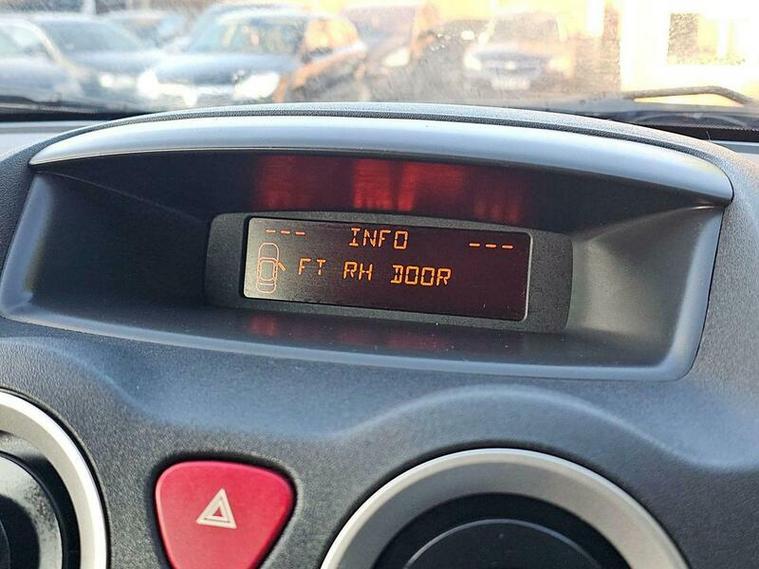 --- INFO ---
FT RH DOOR